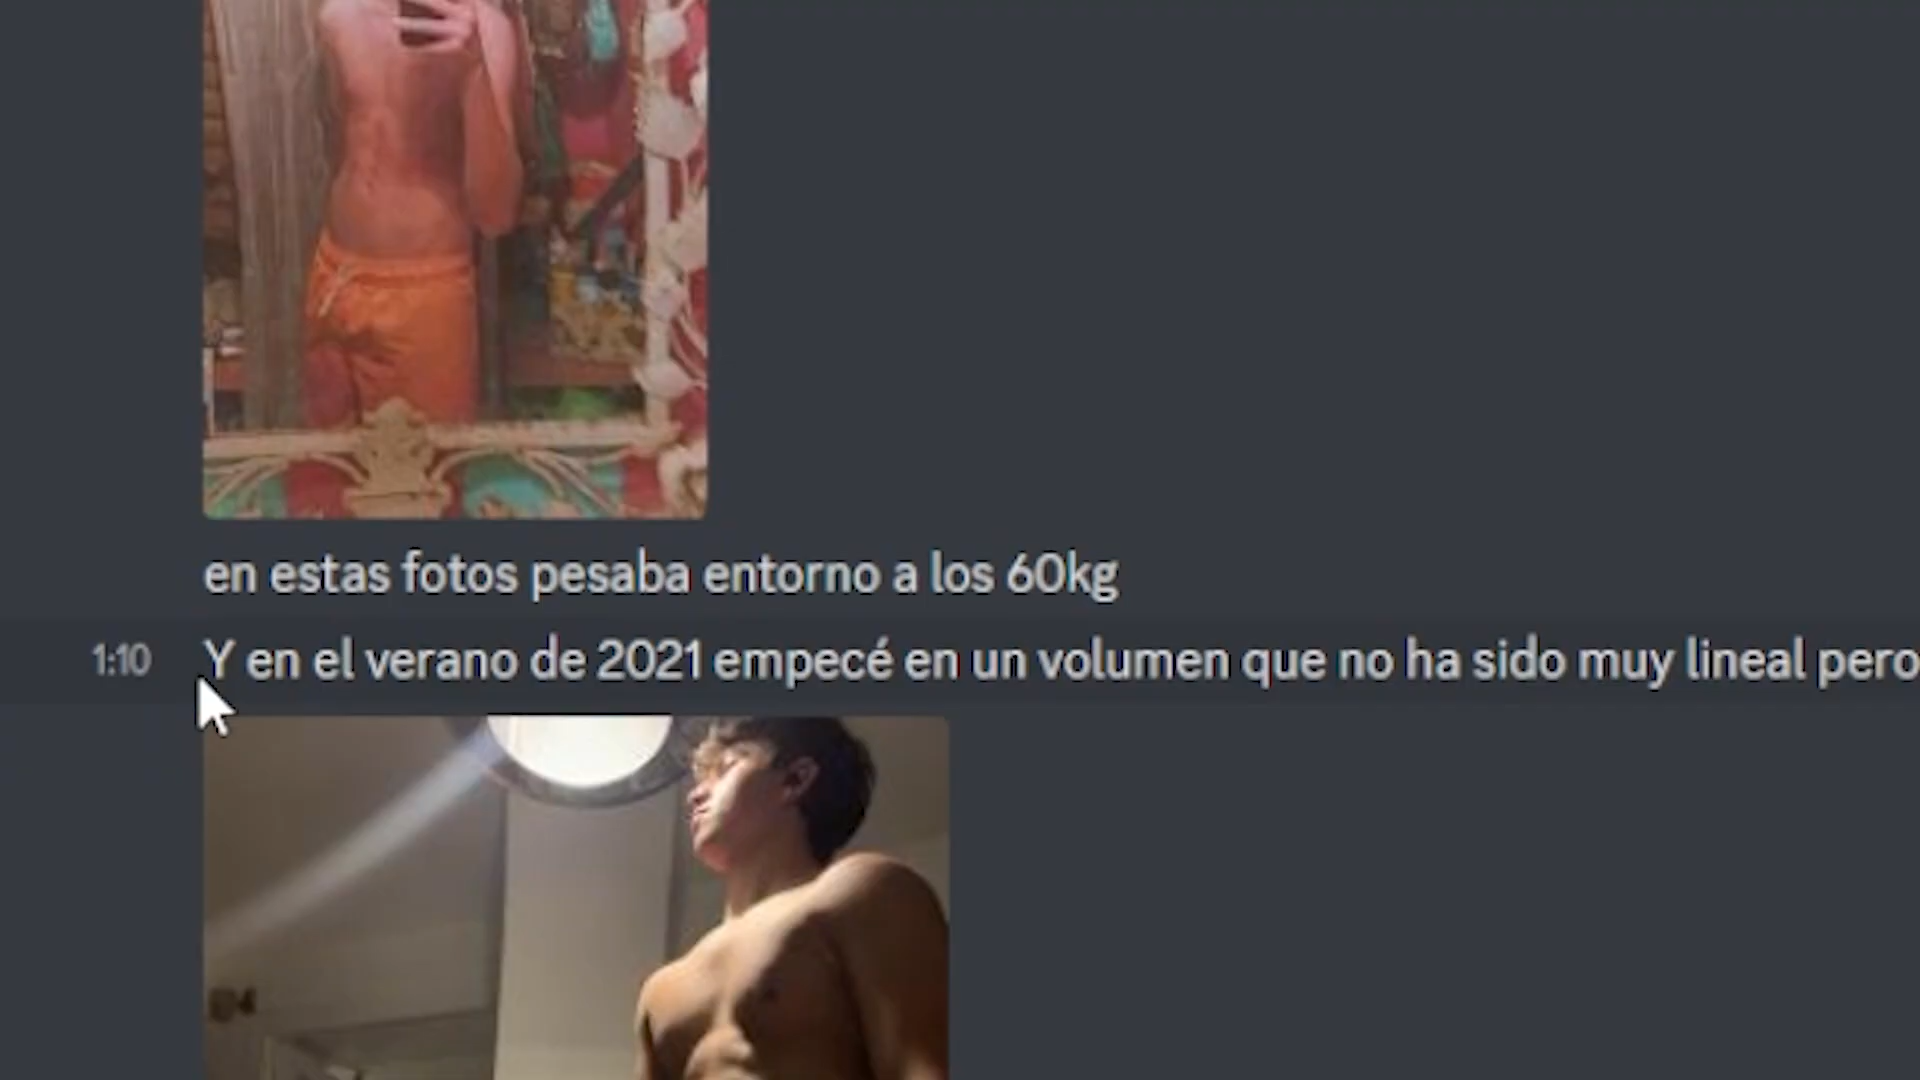 en estas fotos pesaba entorno a los 60kg
1:10 Y en el verano de 2021 empecé en un volumen que no ha sido muy lineal pero